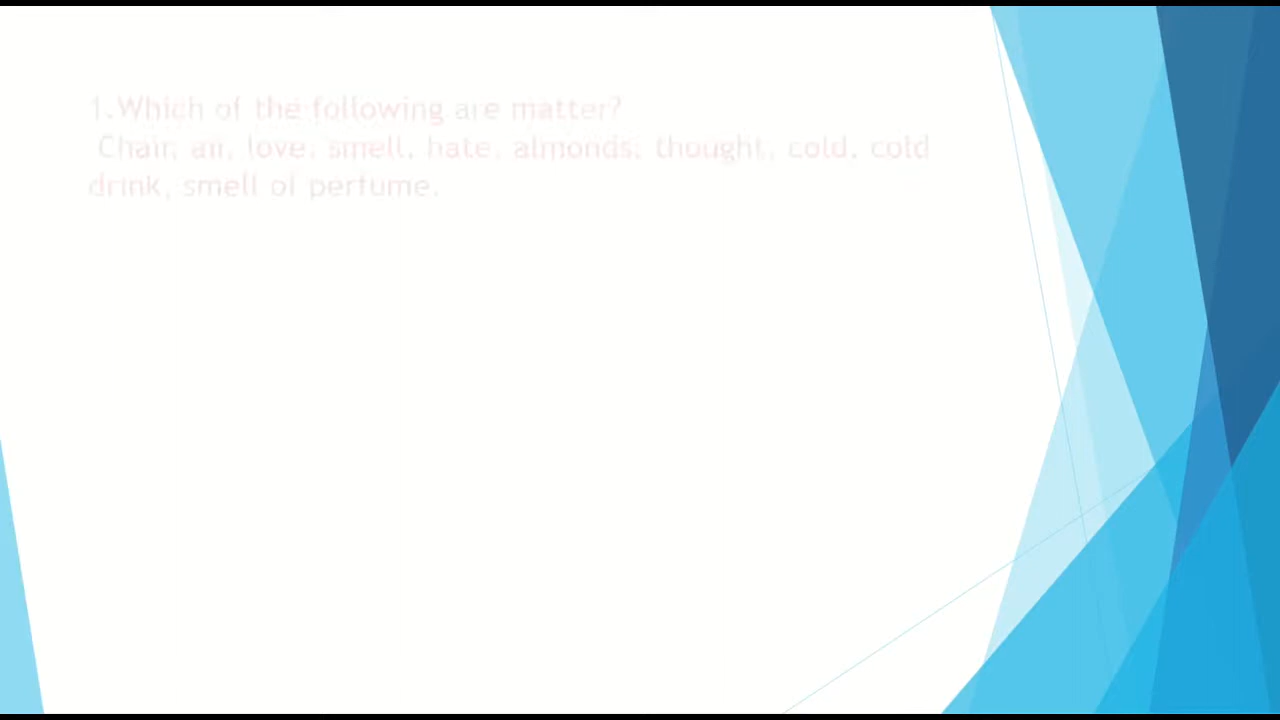 1.Which of the following are matter?
Chair, air, love, smell, hate, almonds, thought, cold, cold
drink, smell of perfume.